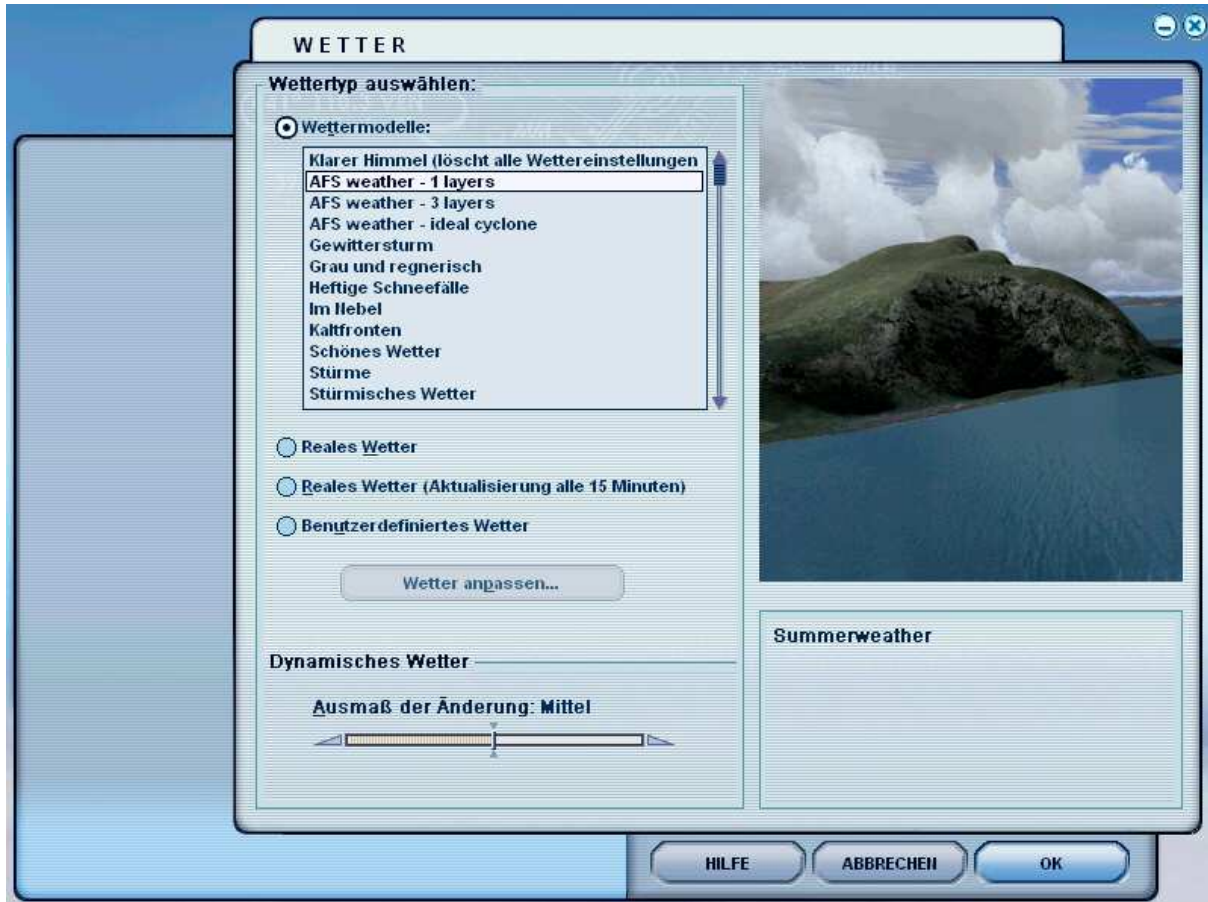 WETTER
Wettertyp auswählen:
Wettermodelle:
Klarer Himmel (löscht alle Wettereinstellungen
AFS weather - 1 layers
AFS weather - 3 layers
AFS weather - ideal cyclone
Gewittersturm
Grau und regnerisch
Heftige Schneefälle
Im Nebel
Kaltfronten
Schönes Wetter
Stürme
Stürmisches Wetter
Reales Wetter
Reales Wetter (Aktualisierung alle 15 Minuten)
Benutzerdefiniertes Wetter
Wetter anpassen...
Summerweather
Dynamisches Wetter
Ausmaß der Änderung: Mittel
HILFE
ABBRECHEN
OK